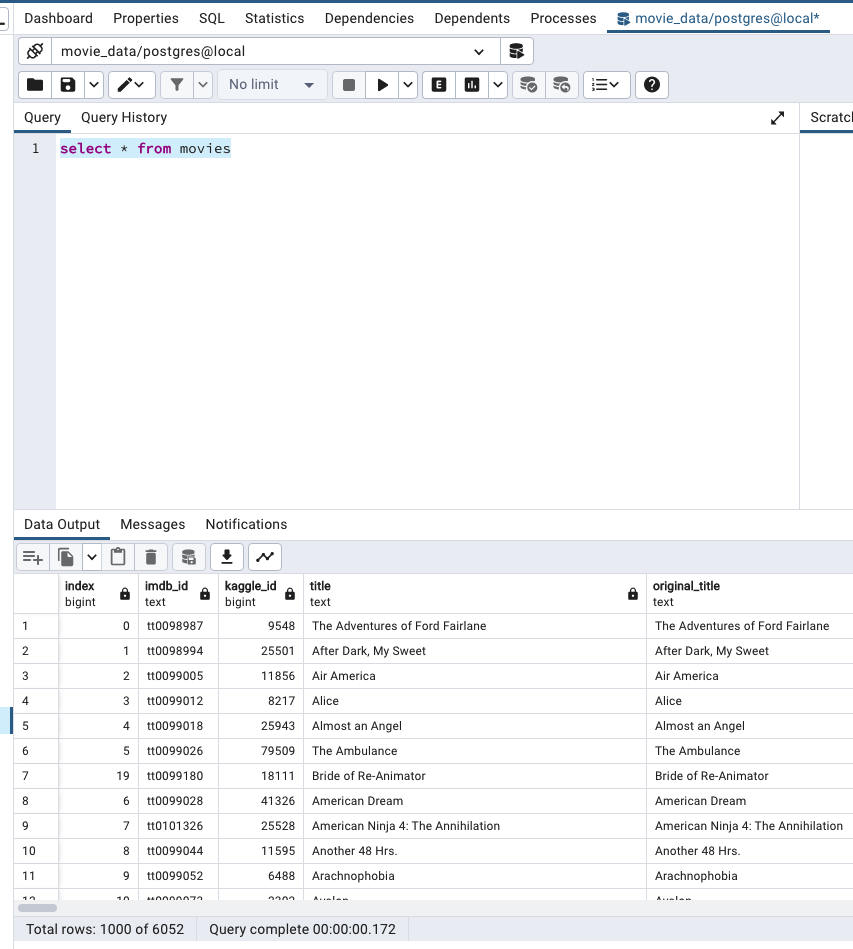 Dashboard Properties SQL Statistics Dependencies Dependents Processes movie_data/postgres@local*
movie_data/postgres@local
No limit E
Query Query History
1 select * from movies
Data Output Messages Notifications
index imdb_id kaggle_id title original_title
bigint text bigint text text
1 0 tt0098987 9548 The Adventures of Ford Fairlane The Adventures of Ford Fairlane
2 1 tt0098994 25501 After Dark, My Sweet After Dark, My Sweet
3 2 tt0099005 11856 Air America Air America
4 3 tt0099012 8217 Alice Alice
5 4 tt0099018 25943 Almost an Angel Almost an Angel
6 5 tt0099026 79509 The Ambulance The Ambulance
7 19 tt0099180 18111 Bride of Re-Animator Bride of Re-Animator
8 6 tt0099028 41326 American Dream American Dream
9 7 tt0101326 25528 American Ninja 4: The Annihilation American Ninja 4: The Annihilation
10 8 tt0099044 11595 Another 48 Hrs. Another 48 Hrs.
11 9 tt0099052 6488 Arachnophobia Arachnophobia
Total rows: 1000 of 6052 Query complete 00:00:00.172